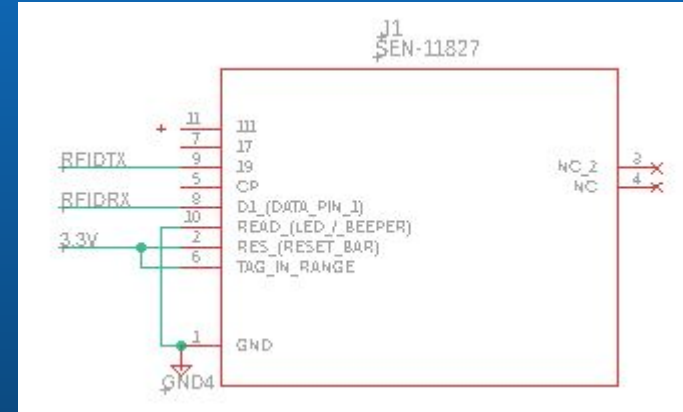 J1
SEN-11827
11 111
7 17
RFIDTX 9 19
5 CP
RFIDRX 8 D1_(DATA_PIN_1)
10 READ_(LED_/_BEEPER)
3.3V 2 RES_(RESET_BAR)
6 TAG_IN_RANGE
1 GND
GND4
NC_2 3
NC 4